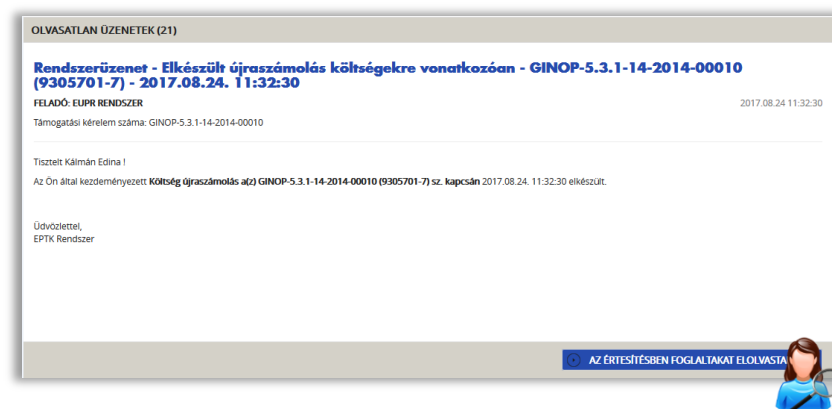 OLVASATLAN ÜZENETEK (21)
Rendszerüzenet - Elkészült újraszámolás költségekre vonatkozóan - GINOP-5.3.1-14-2014-00010
(9305701-7) - 2017.08.24. 11:32:30
FELADÓ: EUPR RENDSZER
2017.08.24 11:32:30
Támogatási kérelem száma: GINOP-5.3.1-14-2014-00010
Tisztelt Kálmán Edina !
Az Ön által kezdeményezett Költség újraszámolás a(z) GINOP-5.3.1-14-2014-00010 (9305701-7) sz. kapcsán 2017.08.24. 11:32:30 elkészült.
Üdvözlettel,
EPTK Rendszer
AZ ÉRTESÍTÉSBEN FOGLALTAKAT